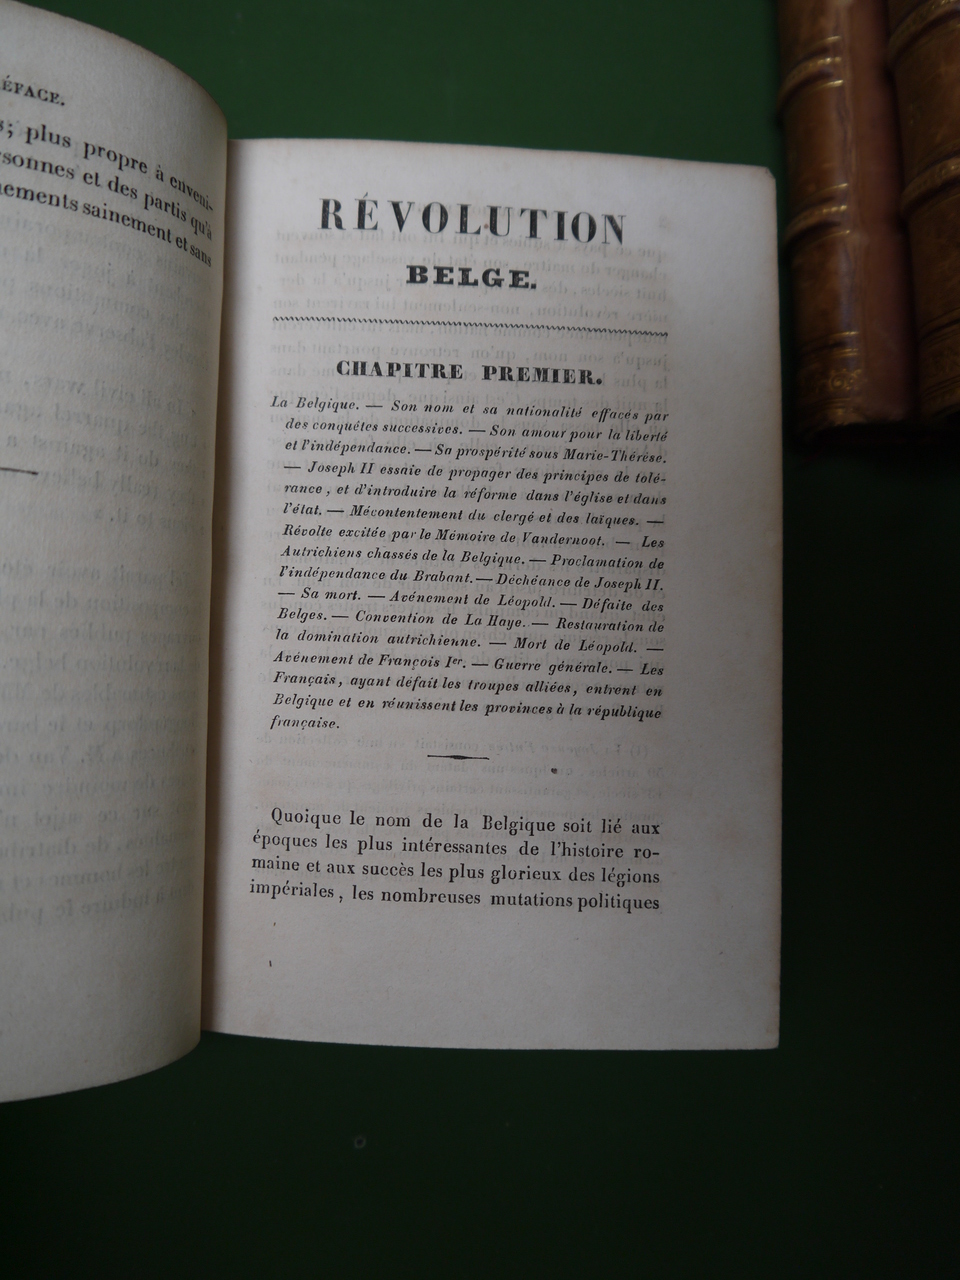 ÉFACE.
; plus propre à enveni-
sonnes et des partis qu'à
ements sainement et sans
RÉVOLUTION
BELGE.
CHAPITRE PREMIER.
La Belgique. — Son nom et sa nationalité effacés par
des conquêtes successives. — Son amour pour la liberté
et l'indépendance. — Sa prospérité sous Marie-Thérèse.
— Joseph II essaie de propager des principes de tolé-
rance, et d'introduire la réforme dans l'église et dans
l'état. — Mécontentement du clergé et des laïques. —
Révolte excitée par le Mémoire de Vandernoot. — Les
Autrichiens chassés de la Belgique. — Proclamation de
l'indépendance du Brabant. — Déchéance de Joseph II.
— Sa mort. — Avénement de Léopold. — Défaite des
Belges. — Convention de La Haye. — Restauration de
la domination autrichienne. — Mort de Léopold. —
Avénement de François Ier. — Guerre générale. — Les
Français, ayant défait les troupes alliées, entrent en
Belgique et en réunissent les provinces à la république
française.
Quoique le nom de la Belgique soit lié aux
époques les plus intéressantes de l'histoire ro-
maine et aux succès les plus glorieux des légions
impériales, les nombreuses mutations politiques